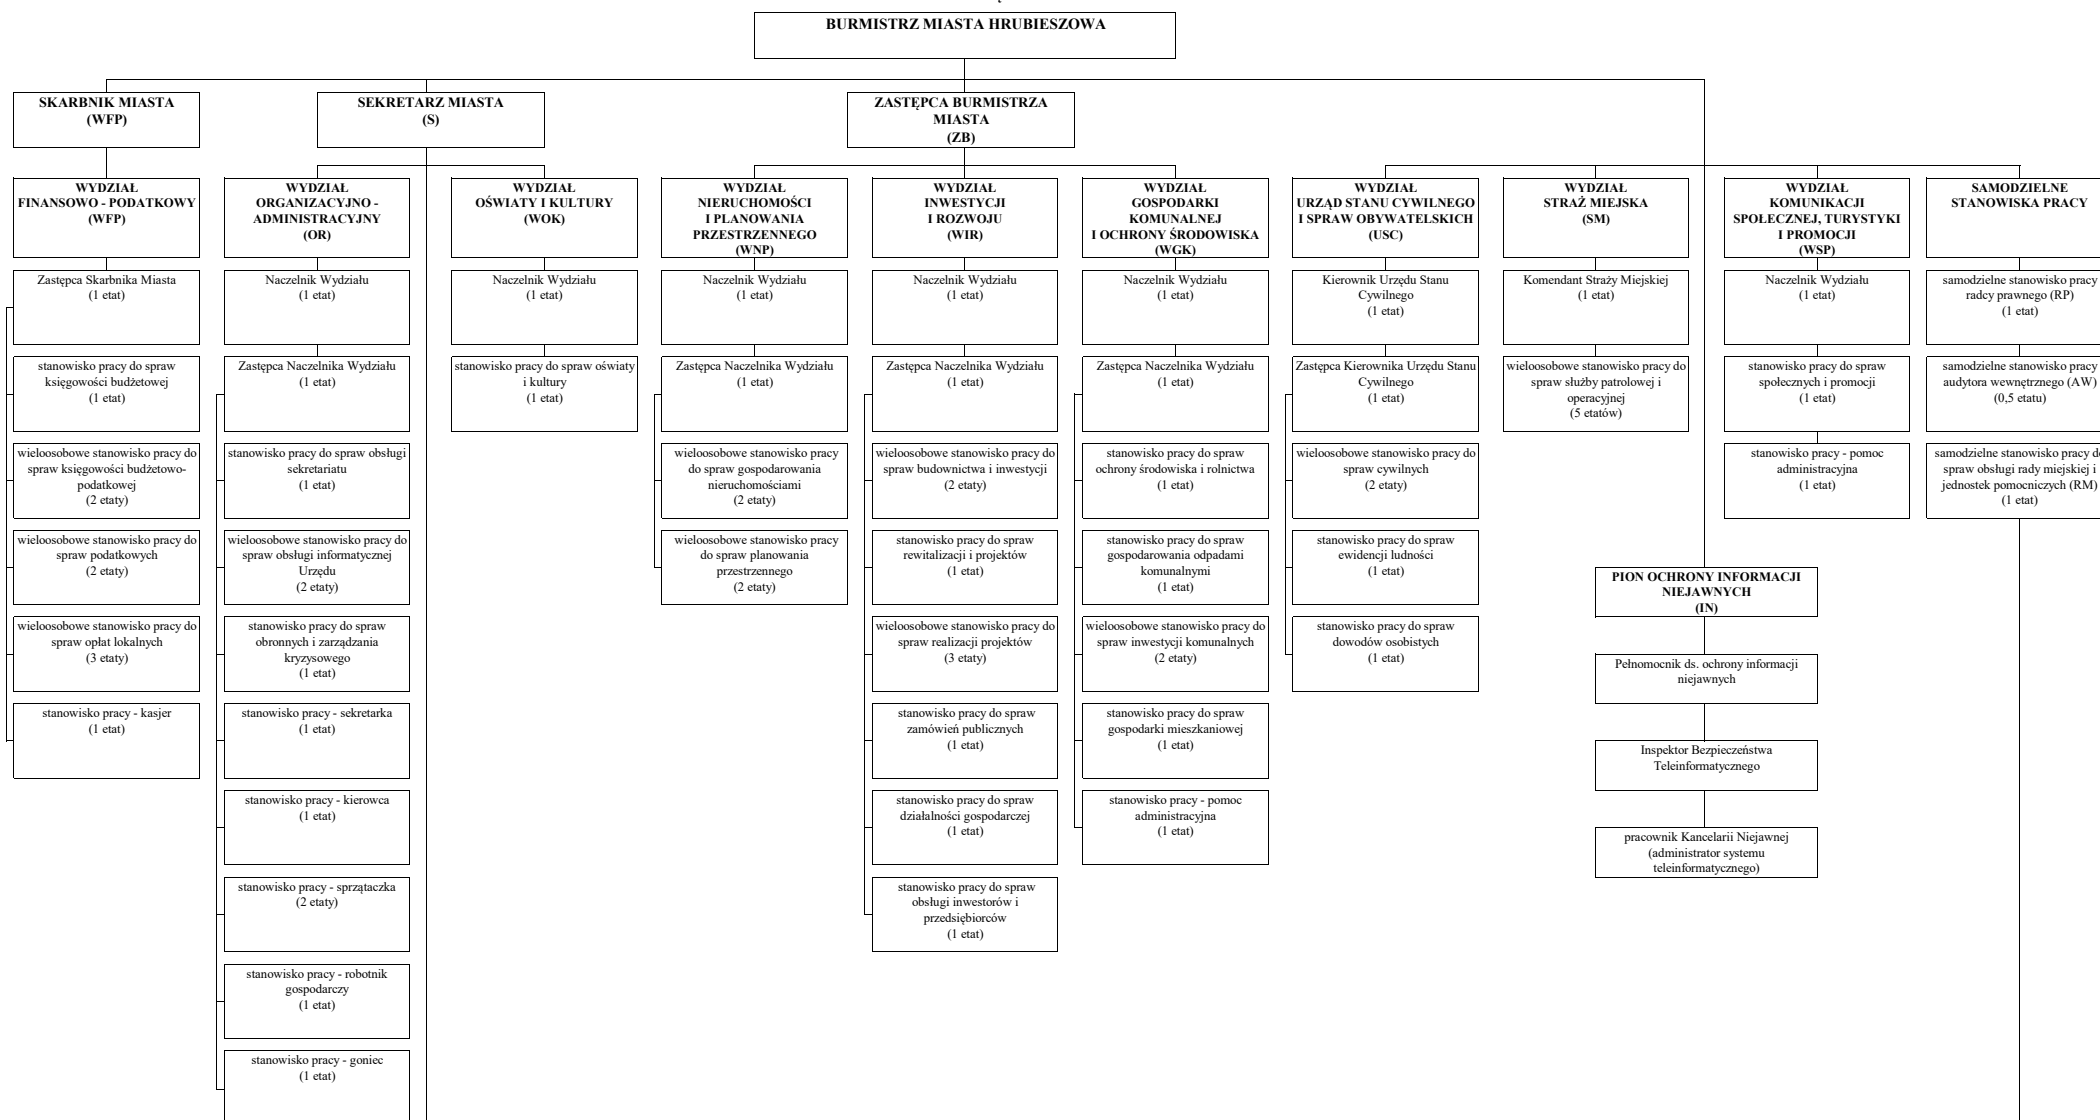 BURMISTRZ MIASTA HRUBIESZOWA
SKARBNIK MIASTA
(WFP)
SEKRETARZ MIASTA
(S)
ZASTĘPCA BURMISTRZA
MIASTA
(ZB)
WYDZIAŁ
FINANSOWO - PODATKOWY
(WFP)
Zastępca Skarbnika Miasta
(1 etat)
stanowisko pracy do spraw
księgowości budżetowej
(1 etat)
wieloosobowe stanowisko pracy do
spraw księgowości budżetowo-
podatkowej
(2 etaty)
wieloosobowe stanowisko pracy do
spraw podatkowych
(2 etaty)
wieloosobowe stanowisko pracy do
spraw opłat lokalnych
(3 etaty)
stanowisko pracy - kasjer
(1 etat)
WYDZIAŁ
ORGANIZACYJNO -
ADMINISTRACYJNY
(OR)
Naczelnik Wydziału
(1 etat)
Zastępca Naczelnika Wydziału
(1 etat)
stanowisko pracy do spraw obsługi
sekretariatu
(1 etat)
wieloosobowe stanowisko pracy do
spraw obsługi informatycznej
Urzędu
(2 etaty)
stanowisko pracy do spraw
obronnych i zarządzania
kryzysowego
(1 etat)
stanowisko pracy - sekretarka
(1 etat)
stanowisko pracy - kierowca
(1 etat)
stanowisko pracy - sprzątaczka
(2 etaty)
stanowisko pracy - robotnik
gospodarczy
(1 etat)
stanowisko pracy - goniec
(1 etat)
WYDZIAŁ
OŚWIATY I KULTURY
(WOK)
Naczelnik Wydziału
(1 etat)
stanowisko pracy do spraw oświaty
i kultury
(1 etat)
WYDZIAŁ
NIERUCHOMOŚCI
I PLANOWANIA
PRZESTRZENNEGO
(WNP)
Naczelnik Wydziału
(1 etat)
Zastępca Naczelnika Wydziału
(1 etat)
wieloosobowe stanowisko pracy
do spraw gospodarowania
nieruchomościami
(2 etaty)
wieloosobowe stanowisko pracy
do spraw planowania
przestrzennego
(2 etaty)
WYDZIAŁ
INWESTYCJI
I ROZWOJU
(WIR)
Naczelnik Wydziału
(1 etat)
Zastępca Naczelnika Wydziału
(1 etat)
wieloosobowe stanowisko pracy do
spraw budownictwa i inwestycji
(2 etaty)
stanowisko pracy do spraw
rewitalizacji i projektów
(1 etat)
wieloosobowe stanowisko pracy do
spraw realizacji projektów
(3 etaty)
stanowisko pracy do spraw
zamówień publicznych
(1 etat)
stanowisko pracy do spraw
działalności gospodarczej
(1 etat)
stanowisko pracy do spraw
obsługi inwestorów i
przedsiębiorców
(1 etat)
WYDZIAŁ
GOSPODARKI
KOMUNALNEJ
I OCHRONY ŚRODOWISKA
(WGK)
Naczelnik Wydziału
(1 etat)
Zastępca Naczelnika Wydziału
(1 etat)
stanowisko pracy do spraw
ochrony środowiska i rolnictwa
(1 etat)
stanowisko pracy do spraw
gospodarowania odpadami
komunalnymi
(1 etat)
wieloosobowe stanowisko pracy do
spraw inwestycji komunalnych
(2 etaty)
stanowisko pracy do spraw
gospodarki mieszkaniowej
(1 etat)
stanowisko pracy - pomoc
administracyjna
(1 etat)
WYDZIAŁ
URZĄD STANU CYWILNEGO
I SPRAW OBYWATELSKICH
(USC)
Kierownik Urzędu Stanu
Cywilnego
(1 etat)
Zastępca Kierownika Urzędu Stanu
Cywilnego
(1 etat)
wieloosobowe stanowisko pracy do
spraw cywilnych
(2 etaty)
stanowisko pracy do spraw
ewidencji ludności
(1 etat)
stanowisko pracy do spraw
dowodów osobistych
(1 etat)
WYDZIAŁ
STRAŻ MIEJSKA
(SM)
Komendant Straży Miejskiej
(1 etat)
wieloosobowe stanowisko pracy do
spraw służby patrolowej i
operacyjnej
(5 etatów)
WYDZIAŁ
KOMUNIKACJI
SPOŁECZNEJ, TURYSTYKI
I PROMOCJI
(WSP)
Naczelnik Wydziału
(1 etat)
stanowisko pracy do spraw
społecznych i promocji
(1 etat)
stanowisko pracy - pomoc
administracyjna
(1 etat)
SAMODZIELNE
STANOWISKA PRACY
samodzielne stanowisko pracy
radcy prawnego (RP)
(1 etat)
samodzielne stanowisko pracy
audytora wewnętrznego (AW)
(0,5 etatu)
samodzielne stanowisko pracy
spraw obsługi rady miejskiej i
jednostek pomocniczych (RM)
(1 etat)
PION OCHRONY INFORMACJI
NIEJAWNYCH
(IN)
Pełnomocnik ds. ochrony informacji
niejawnych
Inspektor Bezpieczeństwa
Teleinformatycznego
pracownik Kancelarii Niejawnej
(administrator systemu
teleinformatycznego)